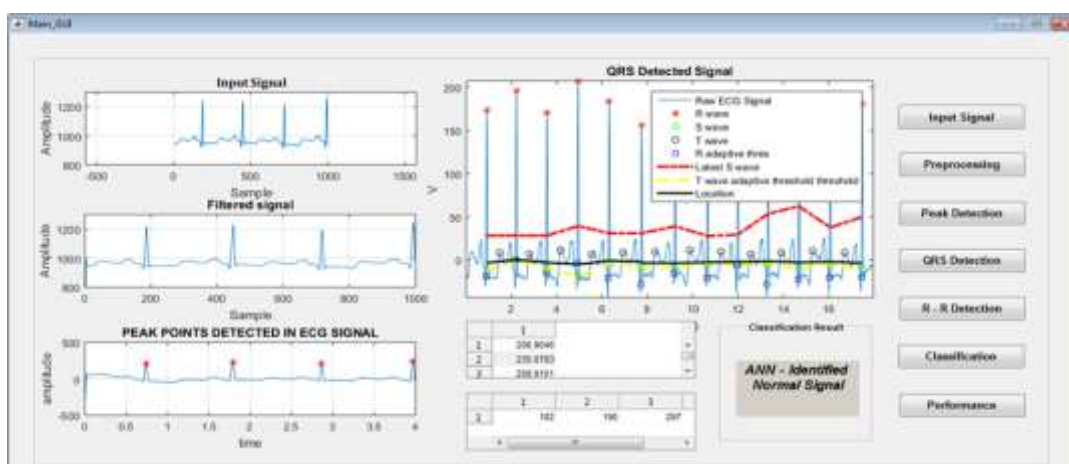 Main_GUI
Input Signal
Amplitude
1200
1000
800
-500
0
500
1000
1500
Sample
Filtered signal
Amplitude
1200
1000
800
0
200
400
600
800
1000
Sample
PEAK POINTS DETECTED IN ECG SIGNAL
amplitude
500
0
-500
0
0.5
1
1.5
2
2.5
3
3.5
4
time
QRS Detected Signal
V
200
150
100
50
0
2
4
6
8
10
12
14
16
Raw ECG Signal
R wave
S wave
T wave
R adaptive thres
Latest S wave
T wave adaptive threshold threshold
Location
1
1
2
3
1
2
3
1
Classification Result
ANN - Identified
Normal Signal
Input Signal
Preprocessing
Peak Detection
QRS Detection
R - R Detection
Classification
Performance